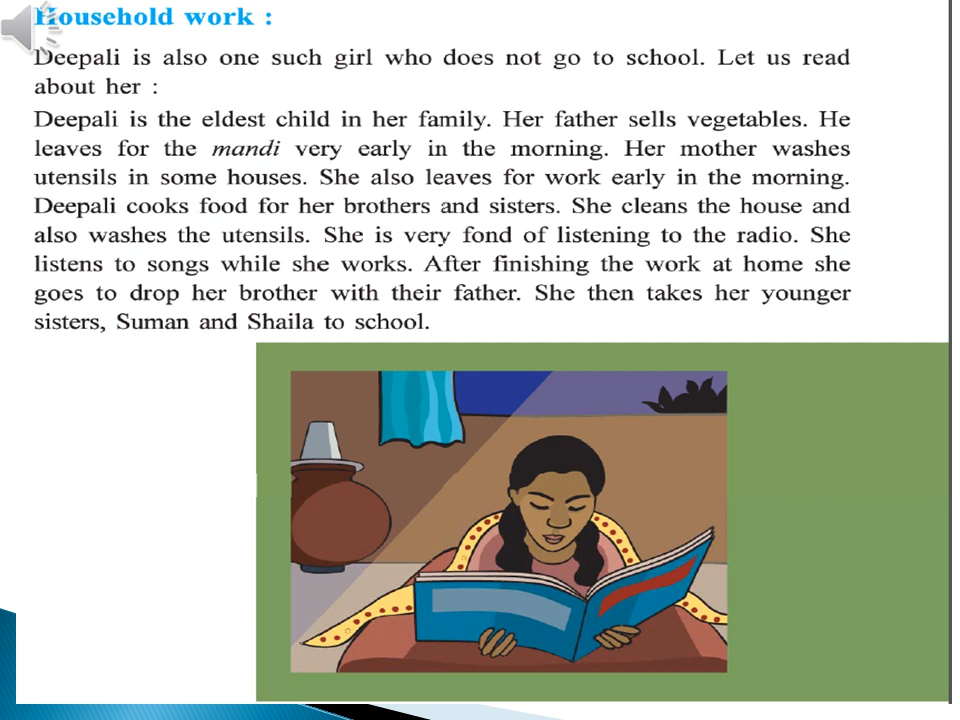 Household work :
Deepali is also one such girl who does not go to school. Let us read
about her :
Deepali is the eldest child in her family. Her father sells vegetables. He
leaves for the mandi very early in the morning. Her mother washes
utensils in some houses. She also leaves for work early in the morning.
Deepali cooks food for her brothers and sisters. She cleans the house and
also washes the utensils. She is very fond of listening to the radio. She
listens to songs while she works. After finishing the work at home she
goes to drop her brother with their father. She then takes her younger
sisters, Suman and Shaila to school.